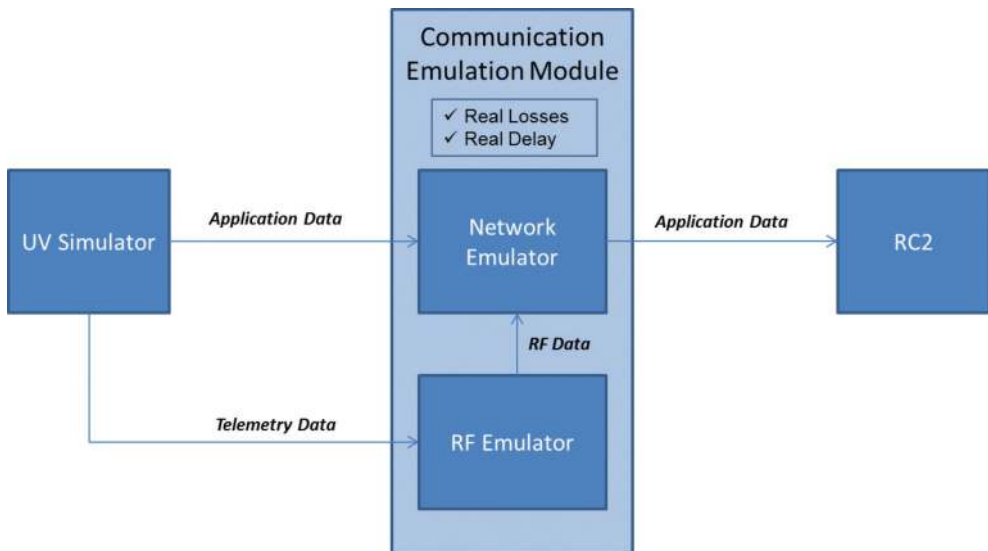 Communication
Emulation Module
✓ Real Losses
✓ Real Delay
UV Simulator
Application Data
Network
Emulator
Application Data
RC2
RF Data
Telemetry Data
RF Emulator